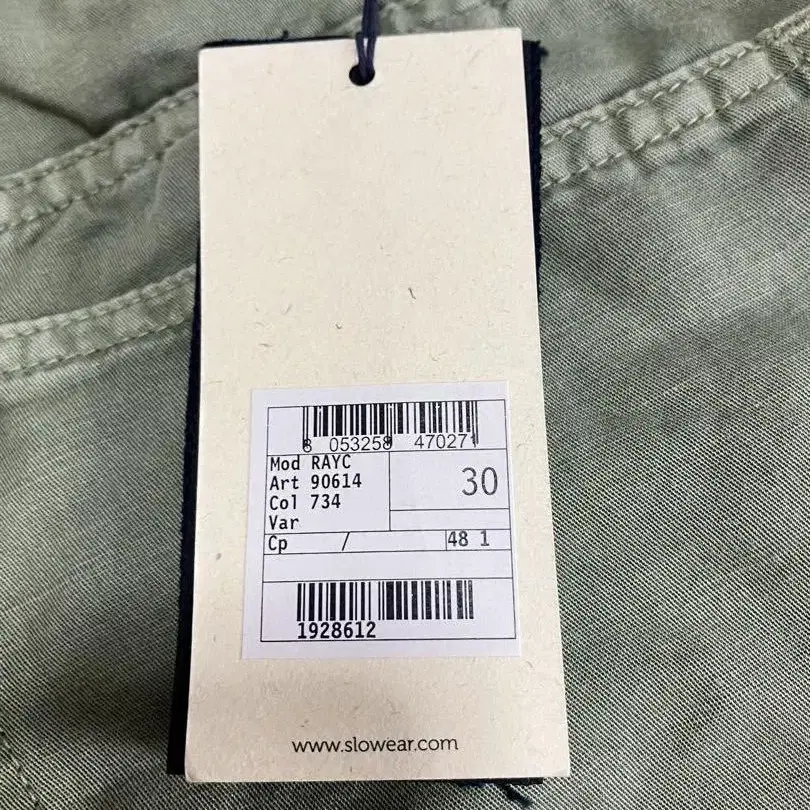 8 053258 470271
Mod RAYC
Art 90614
Col 734
Var
30
Cp /
48 1
1928612
www.slowear.com